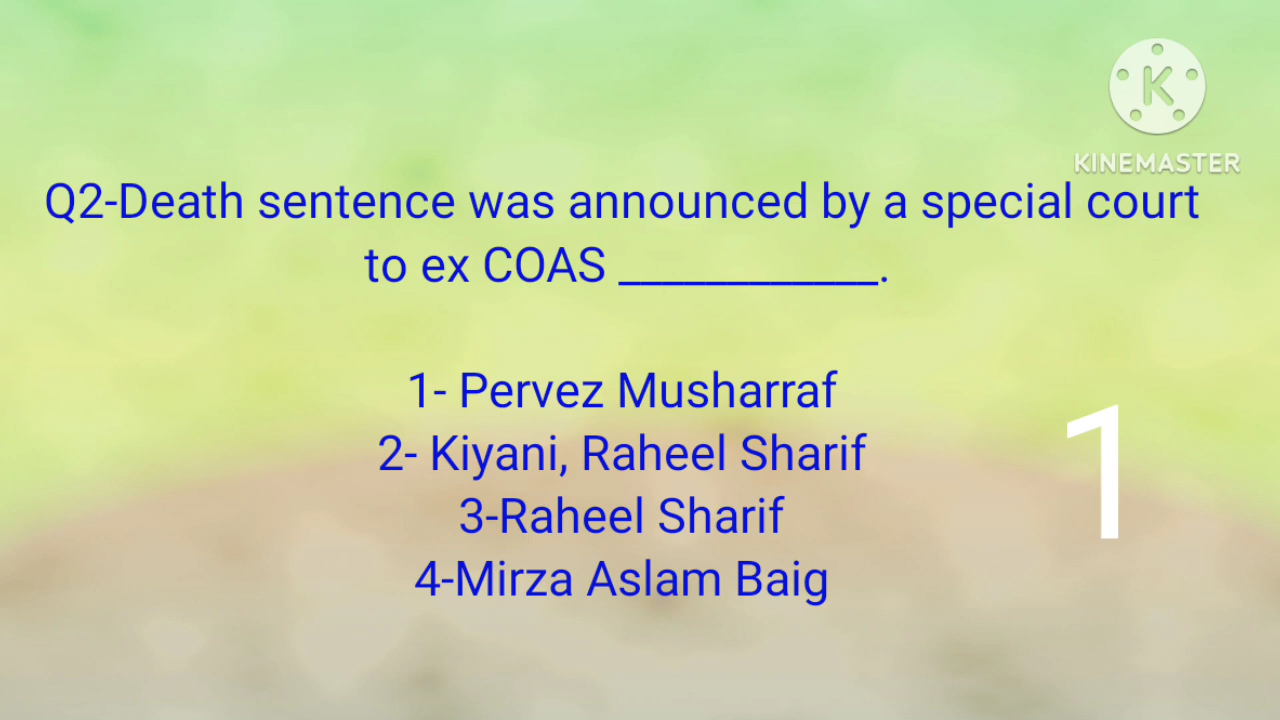 K
KINEMASTER
Q2-Death sentence was announced by a special court
to ex COAS ____________.
1- Pervez Musharraf
2- Kiyani, Raheel Sharif
3-Raheel Sharif
4-Mirza Aslam Baig
1